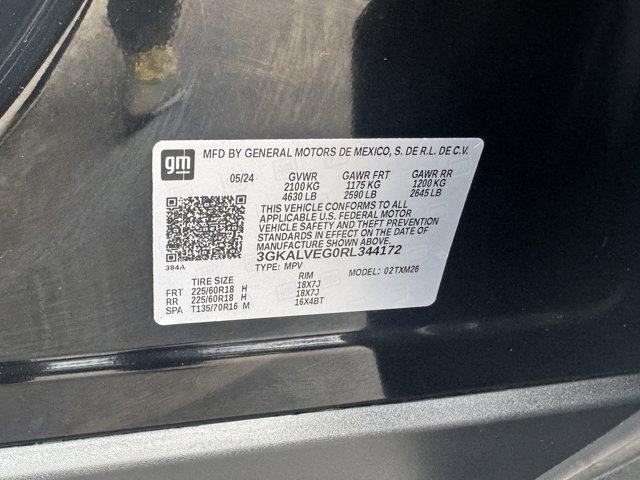 gm MFD BY GENERAL MOTORS DE MEXICO, S. DE R.L. DE C.V.
05/24 GVWR GAWR FRT GAWR RR
2100 KG 1175 KG 1200 KG
4630 LB 2590 LB 2645 LB
THIS VEHICLE CONFORMS TO ALL
APPLICABLE U.S. FEDERAL MOTOR
VEHICLE SAFETY AND THEFT PREVENTION
STANDARDS IN EFFECT ON THE DATE OF
MANUFACTURE SHOWN ABOVE.
384A 3GKALVEG0RL344172
TYPE: MPV MODEL: 02TXM26
TIRE SIZE RIM
FRT 225/60R18 H 18X7J
RR 225/60R18 H 18X7J
SPA T135/70R16 M 16X4BT